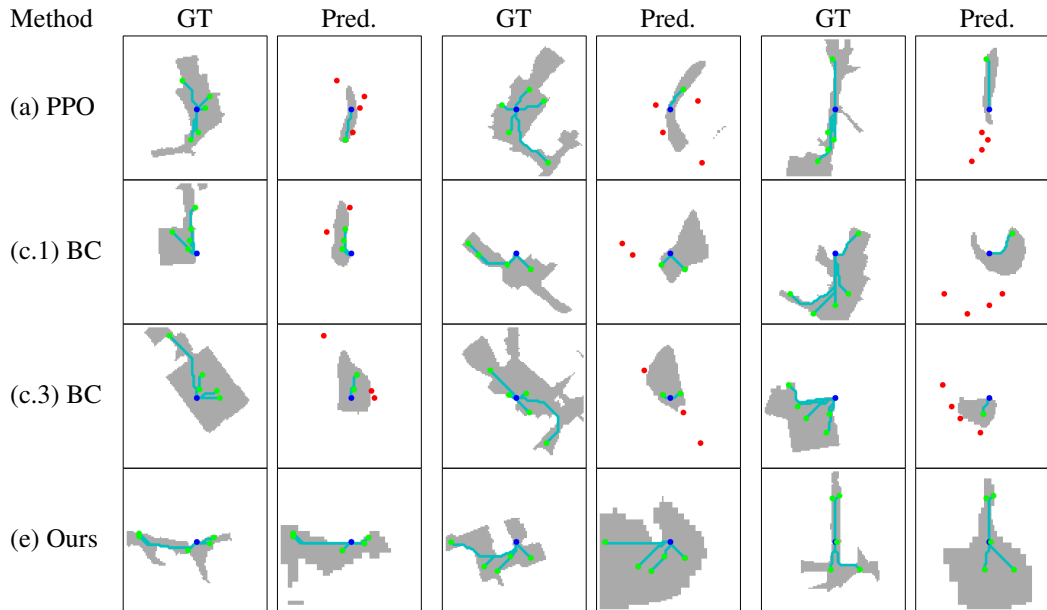 Method GT Pred. GT Pred. GT Pred.
(a) PPO
(c.1) BC
(c.3) BC
(e) Ours